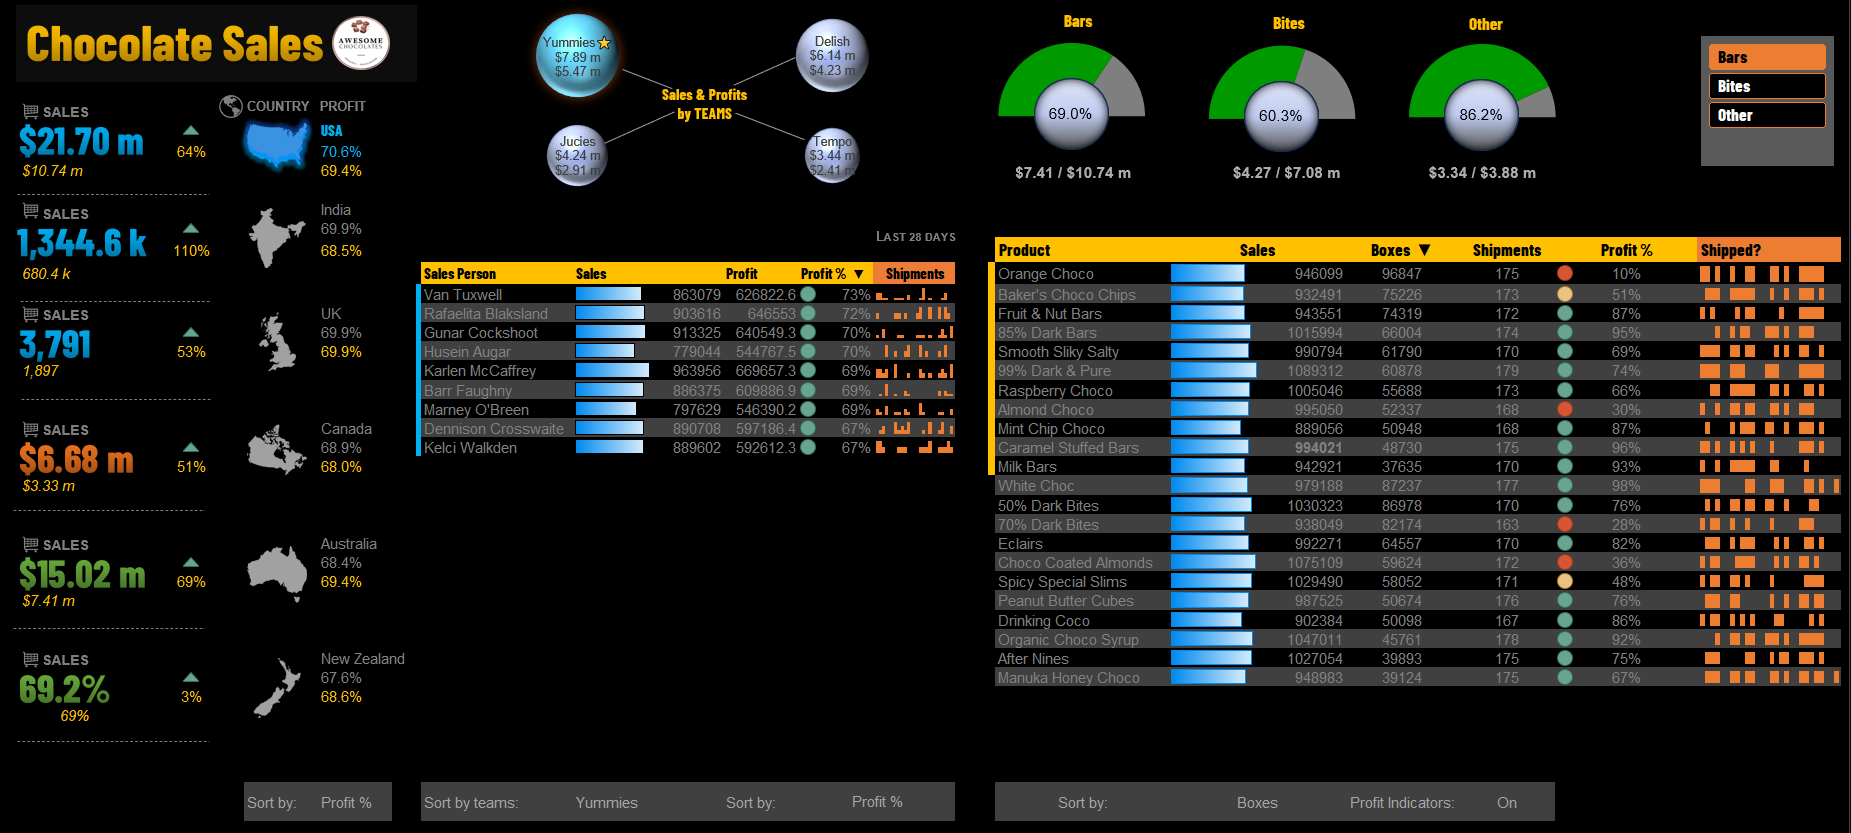 Chocolate Sales
AWESOME
CHOCOLATES
SALES
$21.70 m
64%
$10.74 m
SALES
1,344.6 k
110%
680.4 k
SALES
3,791
53%
1,897
SALES
$6.68 m
51%
$3.33 m
SALES
$15.02 m
69%
$7.41 m
SALES
69.2%
3%
69%
COUNTRY PROFIT
USA
70.6%
69.4%
India
69.9%
68.5%
UK
69.9%
69.9%
Canada
68.9%
68.0%
Australia
68.4%
69.4%
New Zealand
67.6%
68.6%
Sort by: Profit %
Yummies
$7.89 m
$5.47 m
Delish
$6.14 m
$4.23 m
Sales & Profits
by TEAMS
Jucies
$4.24 m
$2.91 m
Tempo
$3.44 m
$2.41 m
LAST 28 DAYS
Sales Person Sales Profit Profit % ▼ Shipments
Van Tuxwell 863079 626822.6 73%
Rafaelita Blaksland 903616 646553 72%
Gunar Cockshoot 913325 640549.3 70%
Husein Augar 779044 544767.5 70%
Karlen McCaffrey 963956 669657.3 69%
Barr Faughny 886375 609886.9 69%
Marney O'Breen 797629 546390.2 69%
Dennison Crosswaite 890708 597186.4 67%
Kelci Walkden 889602 592612.3 67%
Sort by teams: Yummies Sort by: Profit %
Bars
69.0%
$7.41 / $10.74 m
Bites
60.3%
$4.27 / $7.08 m
Other
86.2%
$3.34 / $3.88 m
Bars
Bites
Other
Product Sales Boxes ▼ Shipments Profit % Shipped?
Orange Choco 946099 96847 175 10%
Baker's Choco Chips 932491 75226 173 51%
Fruit & Nut Bars 943551 74319 172 87%
85% Dark Bars 1015994 66004 174 95%
Smooth Sliky Salty 990794 61790 170 69%
99% Dark & Pure 1089312 60878 179 74%
Raspberry Choco 1005046 55688 173 66%
Almond Choco 995050 52337 168 30%
Mint Chip Choco 889056 50948 168 87%
Caramel Stuffed Bars 994021 48730 175 96%
Milk Bars 942921 37635 170 93%
White Choc 979188 87237 177 98%
50% Dark Bites 1030323 86978 170 76%
70% Dark Bites 938049 82174 163 28%
Eclairs 992271 64557 170 82%
Choco Coated Almonds 1075109 59624 172 36%
Spicy Special Slims 1029490 58052 171 48%
Peanut Butter Cubes 987525 50674 176 76%
Drinking Coco 902384 50098 167 86%
Organic Choco Syrup 1047011 45761 178 92%
After Nines 1027054 39893 175 75%
Manuka Honey Choco 948983 39124 175 67%
Sort by: Boxes Profit Indicators: On